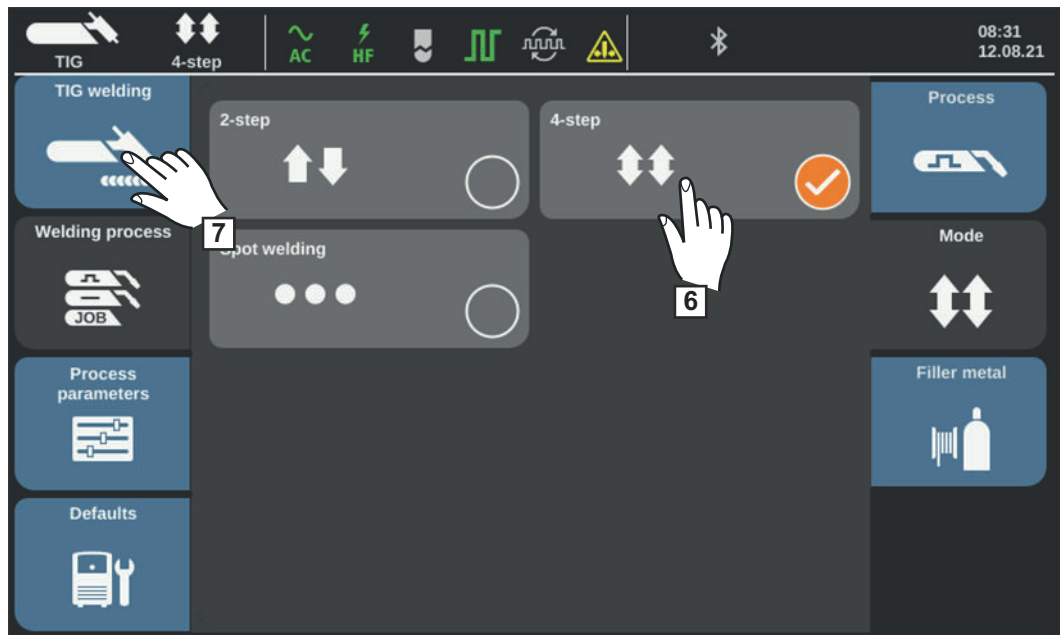 TIG
4-step
AC
HF
08:31
12.08.21
TIG welding
2-step
4-step
Process
Welding process
JOB
7
Spot welding
6
Mode
Process
parameters
Filler metal
Defaults